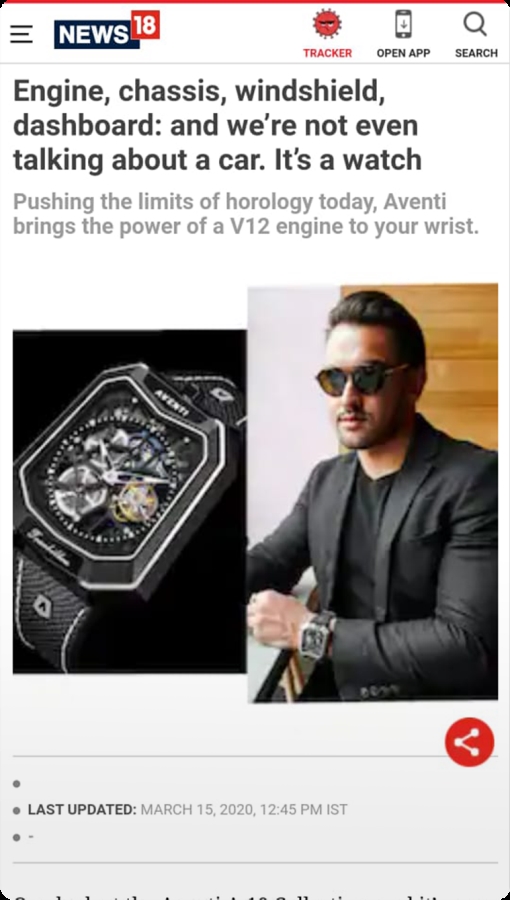 NEWS 18
TRACKER
OPEN APP
SEARCH
Engine, chassis, windshield,
dashboard: and we’re not even
talking about a car. It’s a watch
Pushing the limits of horology today, Aventi
brings the power of a V12 engine to your wrist.
AVENTI
Tourbillon
LAST UPDATED: MARCH 15, 2020, 12:45 PM IST
-